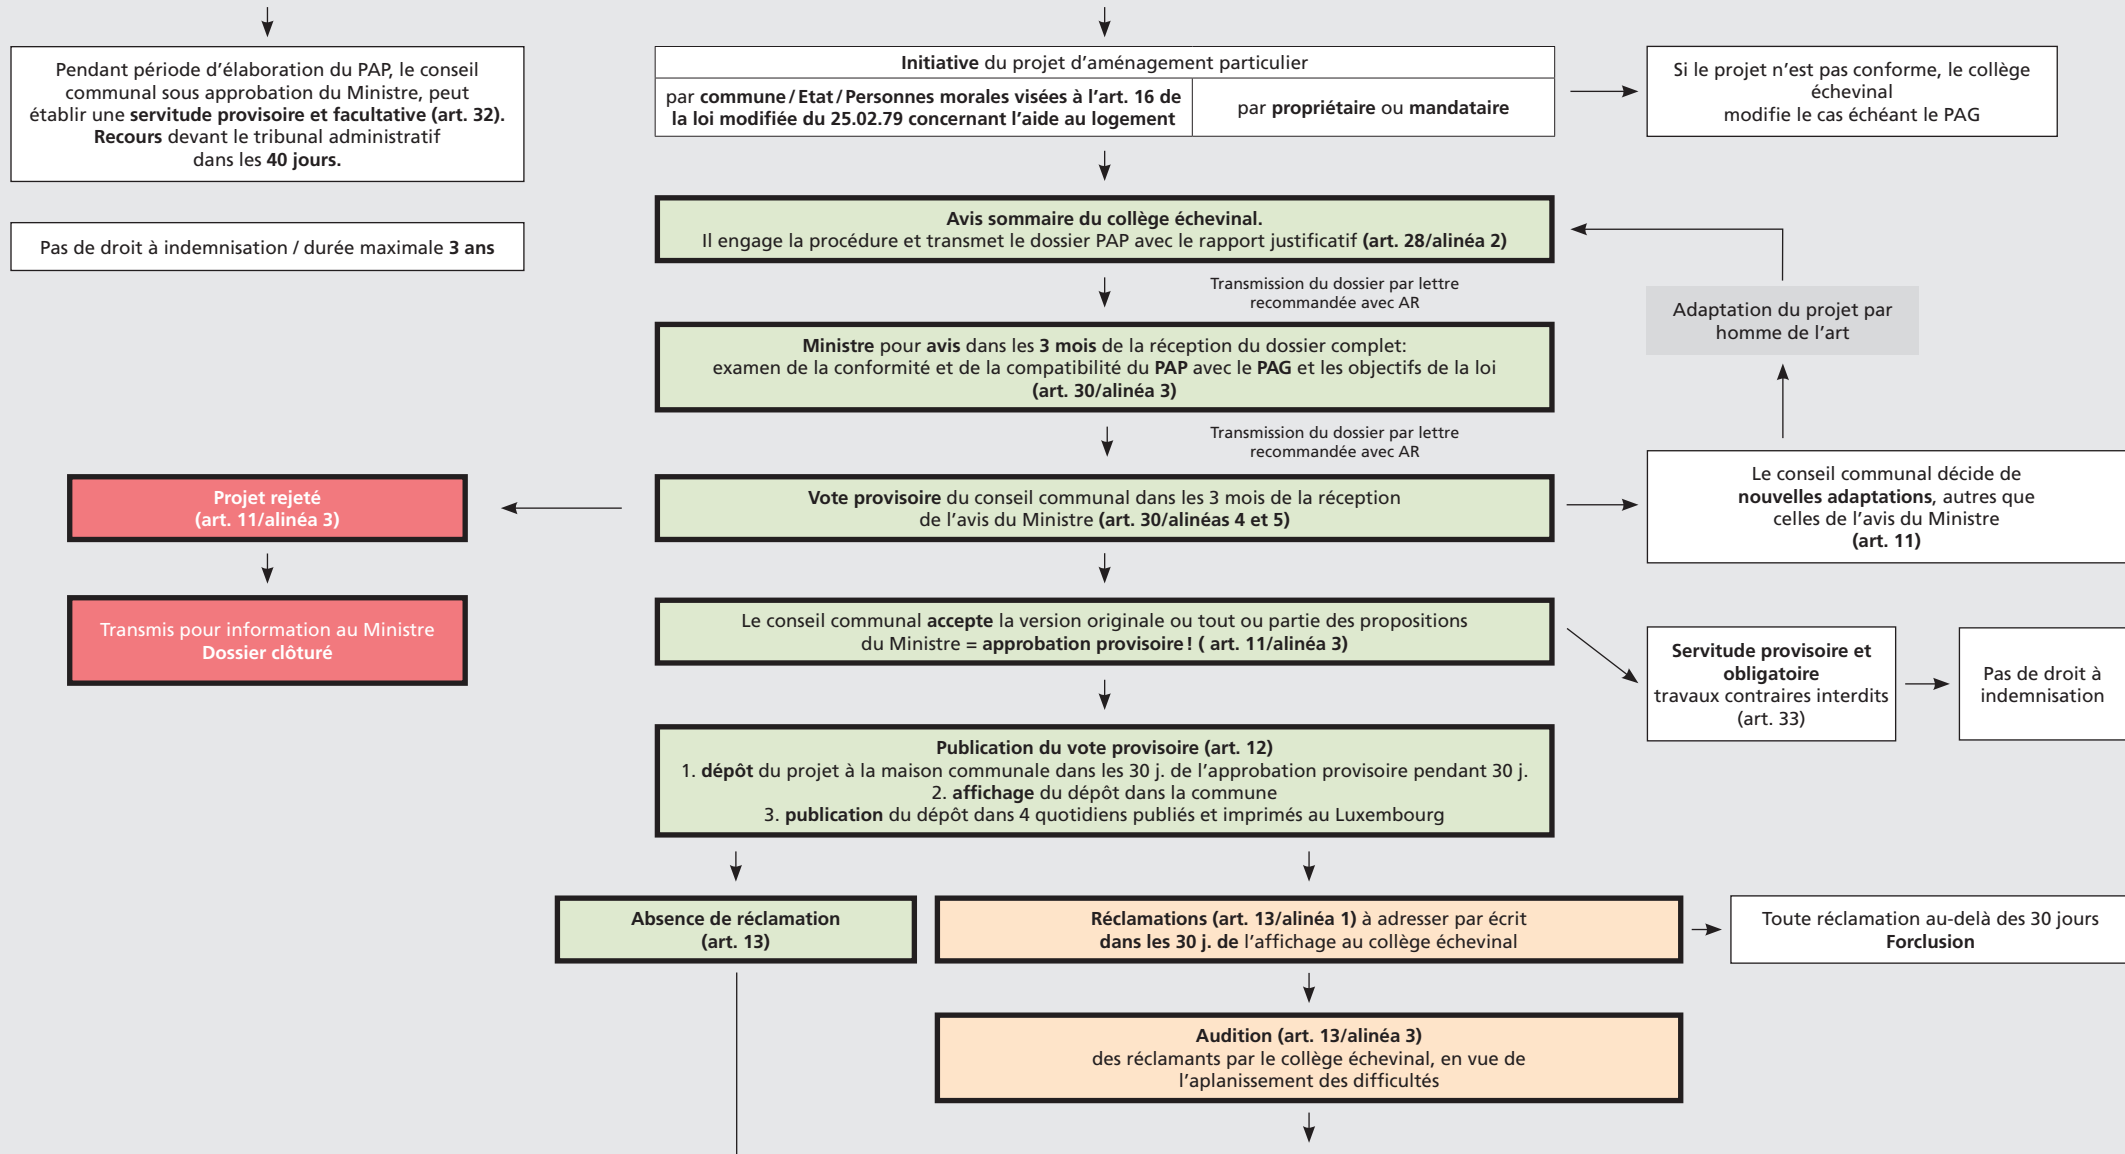 Pendant période d'élaboration du PAP, le conseil
communal sous approbation du Ministre, peut
établir une servitude provisoire et facultative (art. 32).
Recours devant le tribunal administratif
dans les 40 jours.
Pas de droit à indemnisation / durée maximale 3 ans
Initiative du projet d'aménagement particulier
par commune / Etat / Personnes morales visées à l'art. 16 de
la loi modifiée du 25.02.79 concernant l'aide au logement
par propriétaire ou mandataire
Si le projet n'est pas conforme, le collège
échevinal
modifie le cas échéant le PAG
Avis sommaire du collège échevinal.
Il engage la procédure et transmet le dossier PAP avec le rapport justificatif (art. 28/alinéa 2)
Transmission du dossier par lettre
recommandée avec AR
Adaptation du projet par
homme de l'art
Ministre pour avis dans les 3 mois de la réception du dossier complet:
examen de la conformité et de la compatibilité du PAP avec le PAG et les objectifs de la loi
(art. 30/alinéa 3)
Transmission du dossier par lettre
recommandée avec AR
Projet rejeté
(art. 11/alinéa 3)
Vote provisoire du conseil communal dans les 3 mois de la réception
de l'avis du Ministre (art. 30/alinéas 4 et 5)
Le conseil communal décide de
nouvelles adaptations, autres que
celles de l'avis du Ministre
(art. 11)
Transmis pour information au Ministre
Dossier clôturé
Le conseil communal accepte la version originale ou tout ou partie des propositions
du Ministre = approbation provisoire ! ( art. 11/alinéa 3)
Servitude provisoire et
obligatoire
travaux contraires interdits
(art. 33)
Pas de droit à
indemnisation
Publication du vote provisoire (art. 12)
1. dépôt du projet à la maison communale dans les 30 j. de l'approbation provisoire pendant 30 j.
2. affichage du dépôt dans la commune
3. publication du dépôt dans 4 quotidiens publiés et imprimés au Luxembourg
Absence de réclamation
(art. 13)
Réclamations (art. 13/alinéa 1) à adresser par écrit
dans les 30 j. de l'affichage au collège échevinal
Toute réclamation au-delà des 30 jours
Forclusion
Audition (art. 13/alinéa 3)
des réclamants par le collège échevinal, en vue de
l'aplanissement des difficultés